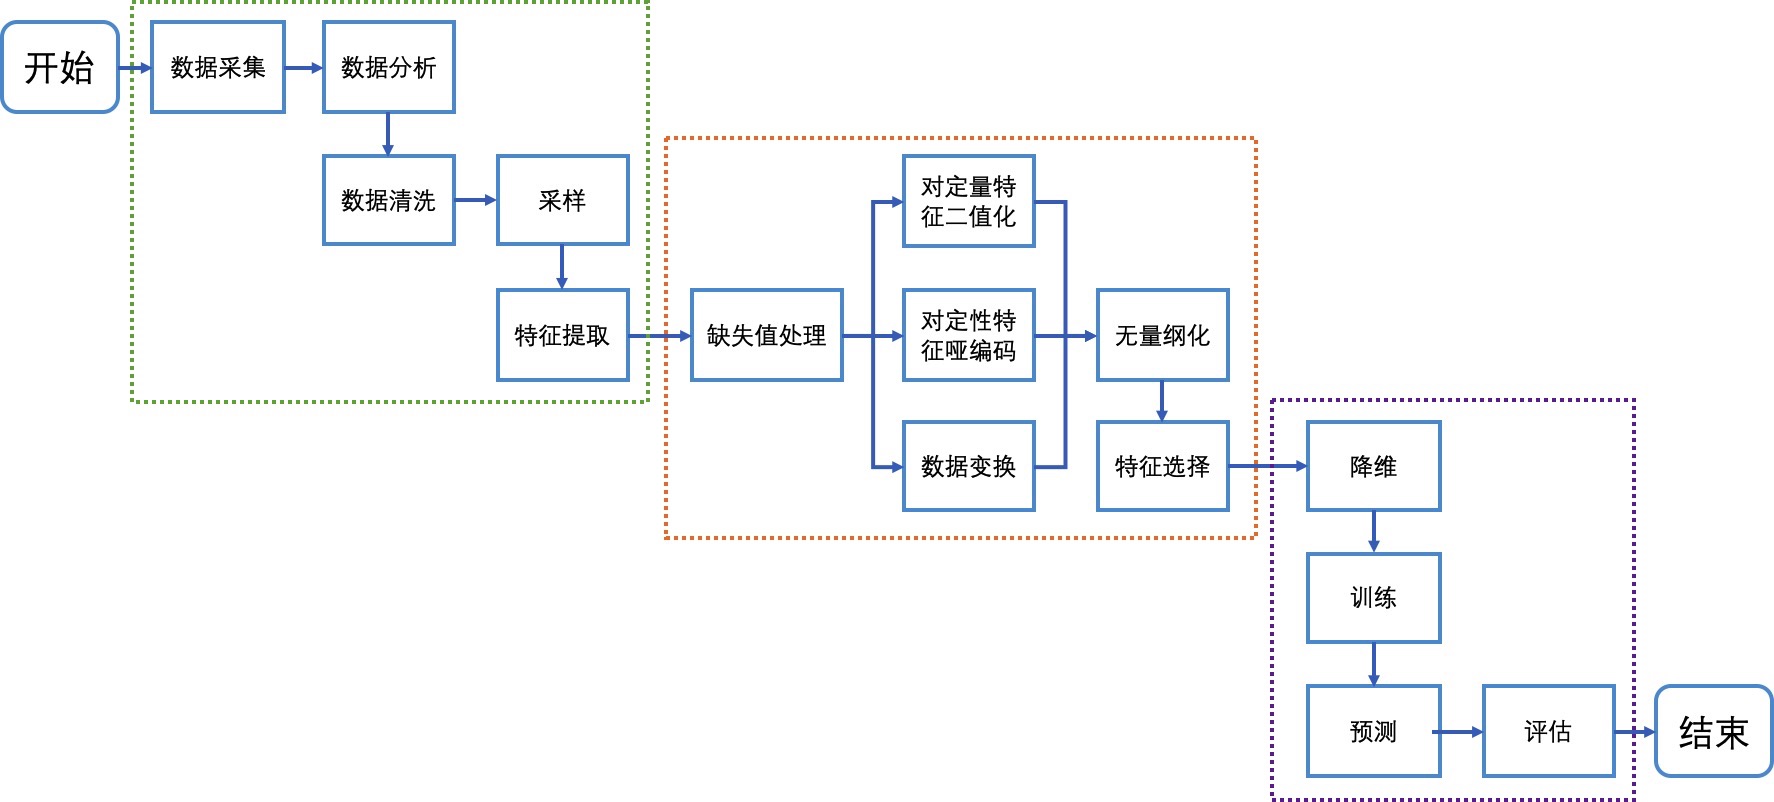 开始
数据采集
数据分析
数据清洗
采样
特征提取
缺失值处理
对定量特
征二值化
对定性特
征哑编码
数据变换
无量纲化
特征选择
降维
训练
预测
评估
结束